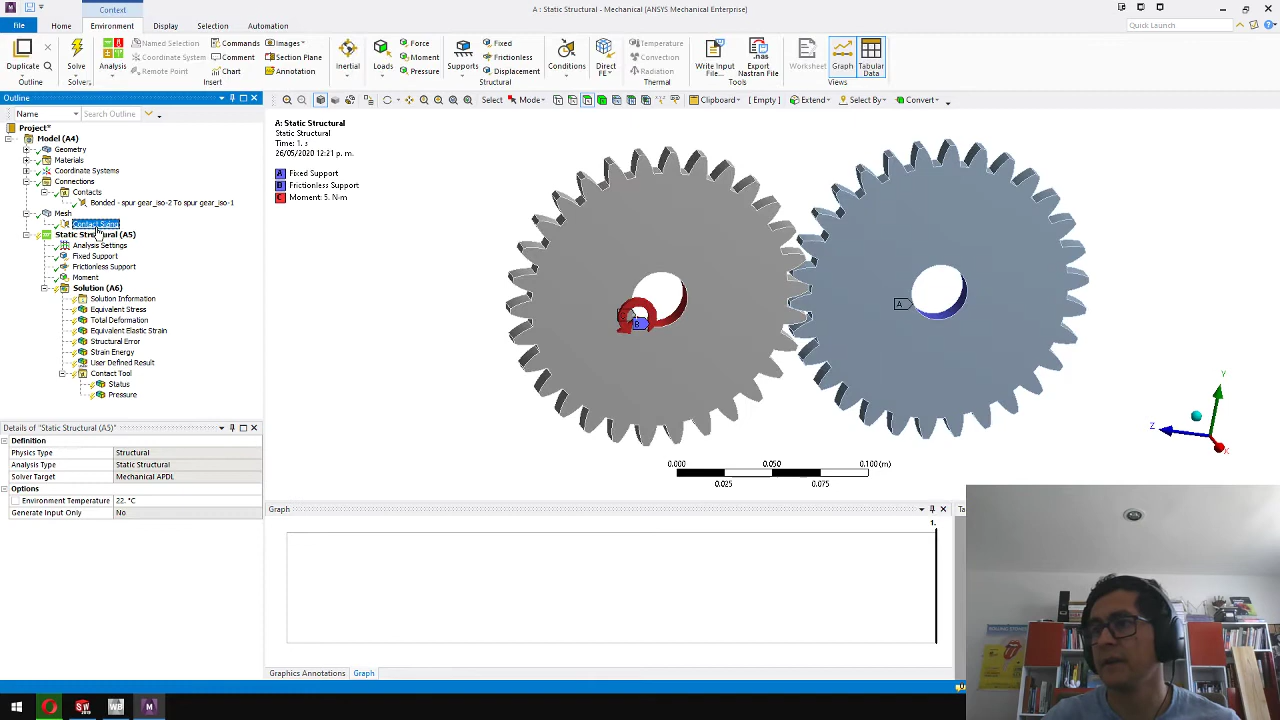 Context
A : Static Structural - Mechanical [ANSYS Mechanical Enterprise]
File
Home
Environment
Display
Selection
Automation
Quick Launch
Duplicate
Outline
Solve
Solver
Analysis
Named Selection
Coordinate System
Remote Point
Commands
Comment
Chart
Images
Section Plane
Annotation
Insert
Inertial
Loads
Force
Moment
Pressure
Supports
Fixed
Frictionless
Displacement
Structural
Conditions
Direct FE
Temperature
Convection
Radiation
Thermal
Write Input File...
Export Nastran File
Tools
Worksheet
Graph
Tabular Data
Views
Outline
Name
Search Outline
Select
Mode
Clipboard
[Empty]
Extend
Select By
Convert
Project*
Model (A4)
Geometry
Materials
Coordinate Systems
Connections
Contacts
Bonded - spur gear_iso-2 To spur gear_iso-1
Mesh
Contact Sizing
Static Structural (A5)
Analysis Settings
Fixed Support
Frictionless Support
Moment
Solution (A6)
Solution Information
Equivalent Stress
Total Deformation
Equivalent Elastic Strain
Structural Error
Strain Energy
User Defined Result
Contact Tool
Status
Pressure
A: Static Structural
Static Structural
Time: 1. s
26/05/2020 12:21 p. m.
A Fixed Support
B Frictionless Support
C Moment: 5. N·m
B
A
Y
Z
X
0.000
0.050
0.100 (m)
0.025
0.075
Details of "Static Structural (A5)"
Definition
Physics Type Structural
Analysis Type Static Structural
Solver Target Mechanical APDL
Options
Environment Temperature 22. °C
Generate Input Only No
Graph
Ta
1.
Graphics Annotations
Graph
SW
2019
WB
M